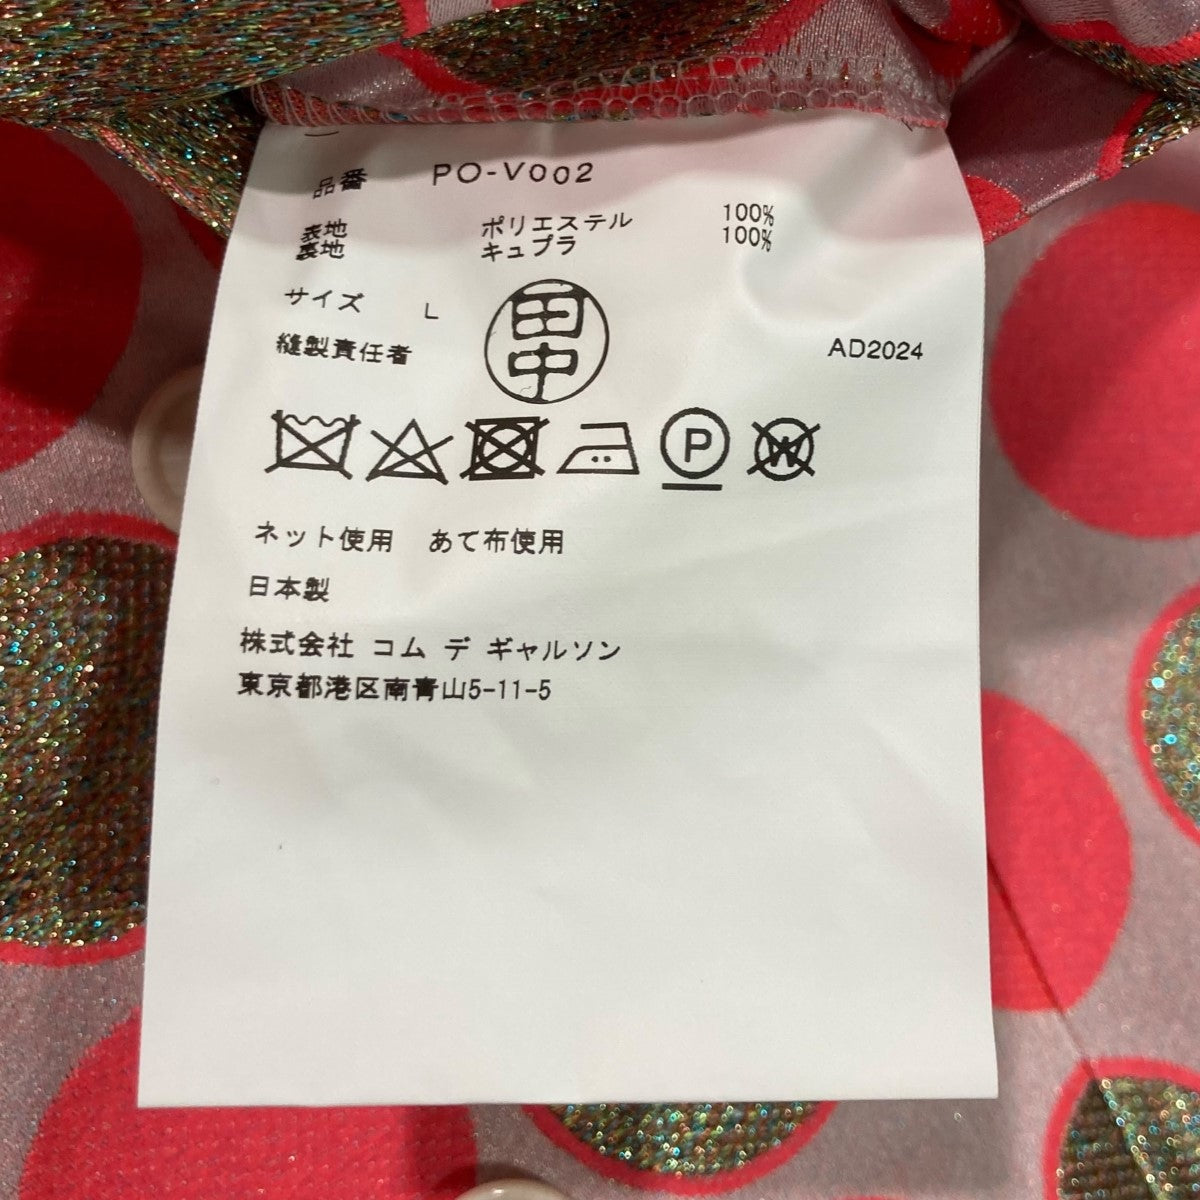 品番 PO-V002
表地 ポリエステル 100%
裏地 キュプラ 100%
サイズ L
縫製責任者 田中 AD2024
P W
ネット使用 あて布使用
日本製
株式会社 コム デ ギャルソン
東京都港区南青山5-11-5